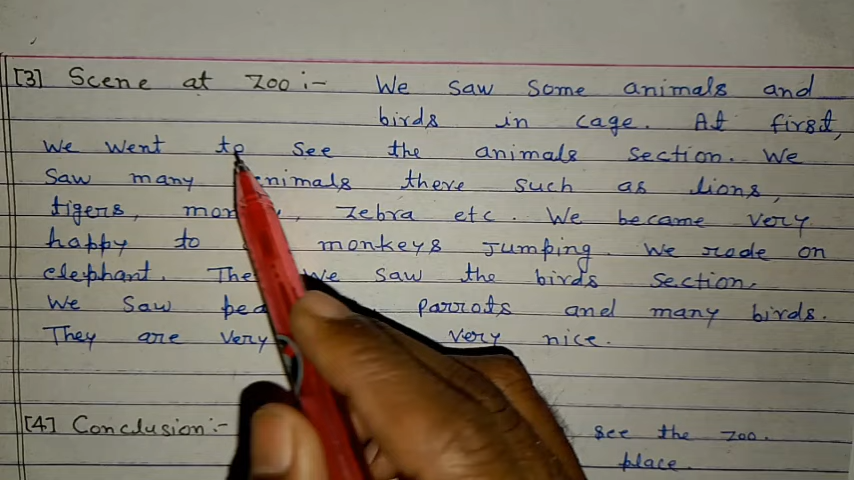 [3] Scene at Zoo :- We saw some animals and
birds in cage. At first,
We went to see the animals section. We
saw many animals there such as lions,
tigers, , zebra etc. We became very
happy to monkeys Jumping. We rode on
elephant. We saw the birds section.
We saw parrots and many birds.
They are very very nice.
[4] Conclusion :- see the zoo.
place.